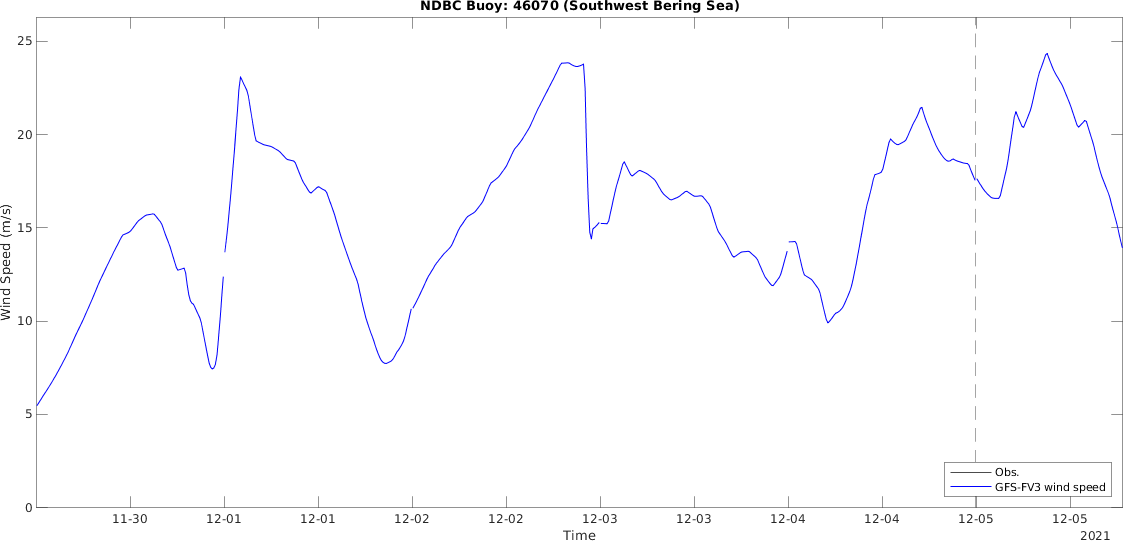 NDBC Buoy: 46070 (Southwest Bering Sea)
25
20
15
10
5
0
Wind Speed (m/s)
Obs.
GFS-FV3 wind speed
11-30 12-01 12-01 12-02 12-02 12-03 12-03 12-04 12-04 12-05 12-05
Time 2021